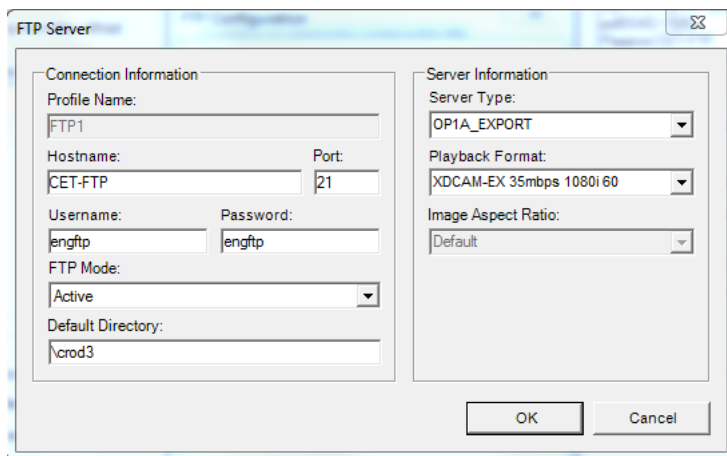 FTP Server
Connection Information
Profile Name:
FTP1
Hostname:
Port:
CET-FTP
21
Username:
Password:
engftp
engftp
FTP Mode:
Active
Default Directory:
\crod3
Server Information
Server Type:
OP1A_EXPORT
Playback Format:
XDCAM-EX 35mbps 1080i 60
Image Aspect Ratio:
Default
OK
Cancel